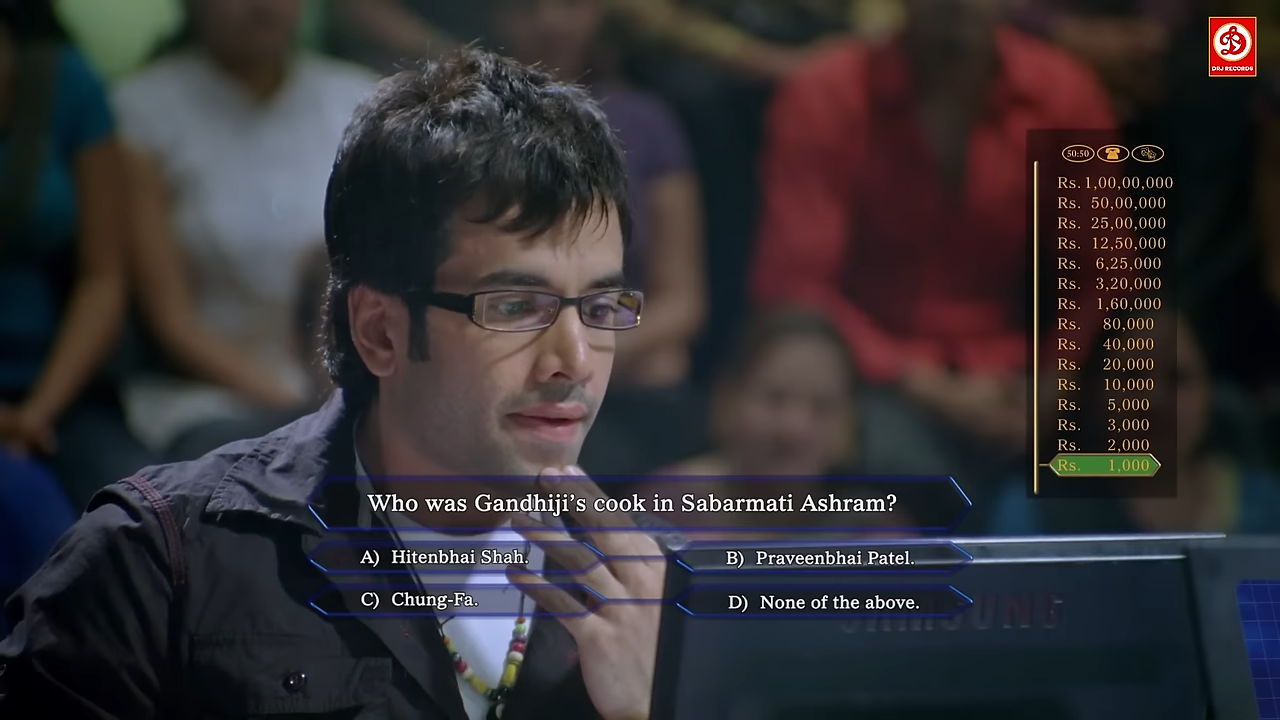 DRJ RECORDS
50:50
Rs. 1,00,00,000
Rs. 50,00,000
Rs. 25,00,000
Rs. 12,50,000
Rs. 6,25,000
Rs. 3,20,000
Rs. 1,60,000
Rs. 80,000
Rs. 40,000
Rs. 20,000
Rs. 10,000
Rs. 5,000
Rs. 3,000
Rs. 2,000
Rs. 1,000
Who was Gandhiji's cook in Sabarmati Ashram?
A) Hitenbhai Shah.
B) Praveenbhai Patel.
C) Chung-Fa.
D) None of the above.
SAMSUNG